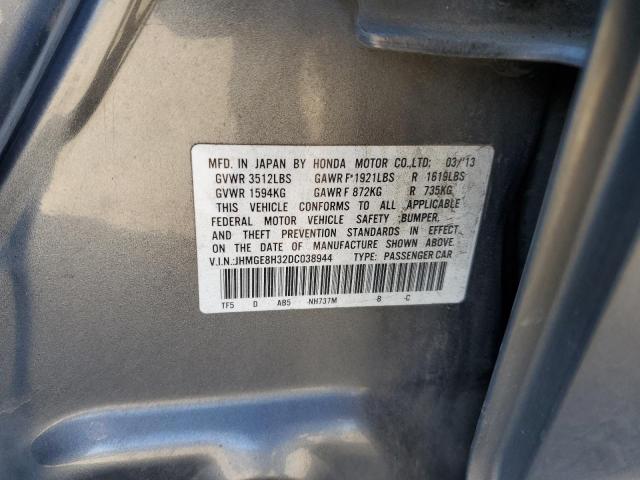 MFD. IN JAPAN BY HONDA MOTOR CO.,LTD; 03/'13
GVWR 3512LBS GAWR F 1921LBS R 1619LBS
GVWR 1594KG GAWR F 872KG R 735KG
THIS VEHICLE CONFORMS TO ALL APPLICABLE
FEDERAL MOTOR VEHICLE SAFETY, BUMPER,
AND THEFT PREVENTION STANDARDS IN EFFECT
ON THE DATE OF MANUFACTURE SHOWN ABOVE.
V.I.N.:JHMGE8H32DC038944 TYPE: PASSENGER CAR
TF5 D AB5 -NH737M -B -C